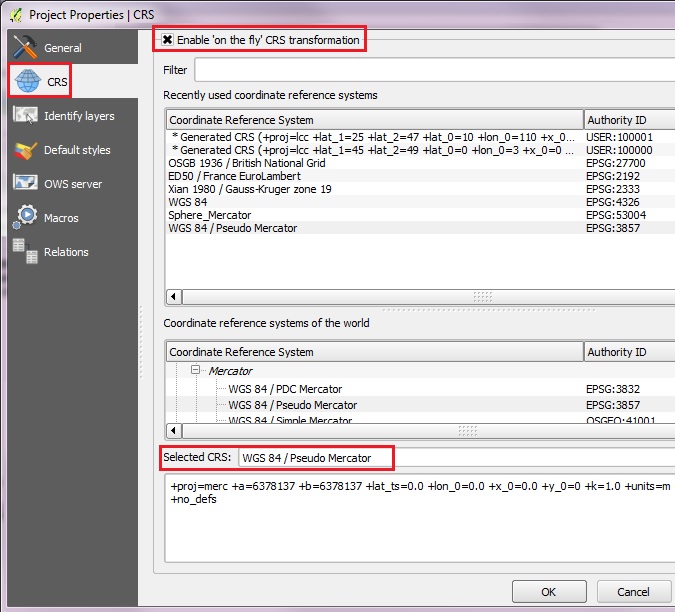 Project Properties | CRS
General
CRS
Identify layers
Default styles
OWS server
Macros
Relations
Enable 'on the fly' CRS transformation
Filter
Recently used coordinate reference systems
Coordinate Reference System Authority ID
* Generated CRS (+proj=lcc +lat_1=25 +lat_2=47 +lat_0=10 +lon_0=110 +x_0... USER:100001
* Generated CRS (+proj=lcc +lat_1=45 +lat_2=49 +lat_0=0 +lon_0=3 +x_0=0 ... USER:100000
OSGB 1936 / British National Grid EPSG:27700
ED50 / France EuroLambert EPSG:2192
Xian 1980 / Gauss-Kruger zone 19 EPSG:2333
WGS 84 EPSG:4326
Sphere_Mercator EPSG:53004
WGS 84 / Pseudo Mercator EPSG:3857
Coordinate reference systems of the world
Coordinate Reference System Authority ID
Mercator
WGS 84 / PDC Mercator EPSG:3832
WGS 84 / Pseudo Mercator EPSG:3857
WGS 84 / Simple Mercator OSGEO:41001
Selected CRS: WGS 84 / Pseudo Mercator
+proj=merc +a=6378137 +b=6378137 +lat_ts=0.0 +lon_0=0.0 +x_0=0.0 +y_0=0 +k=1.0 +units=m
+no_defs
OK Cancel